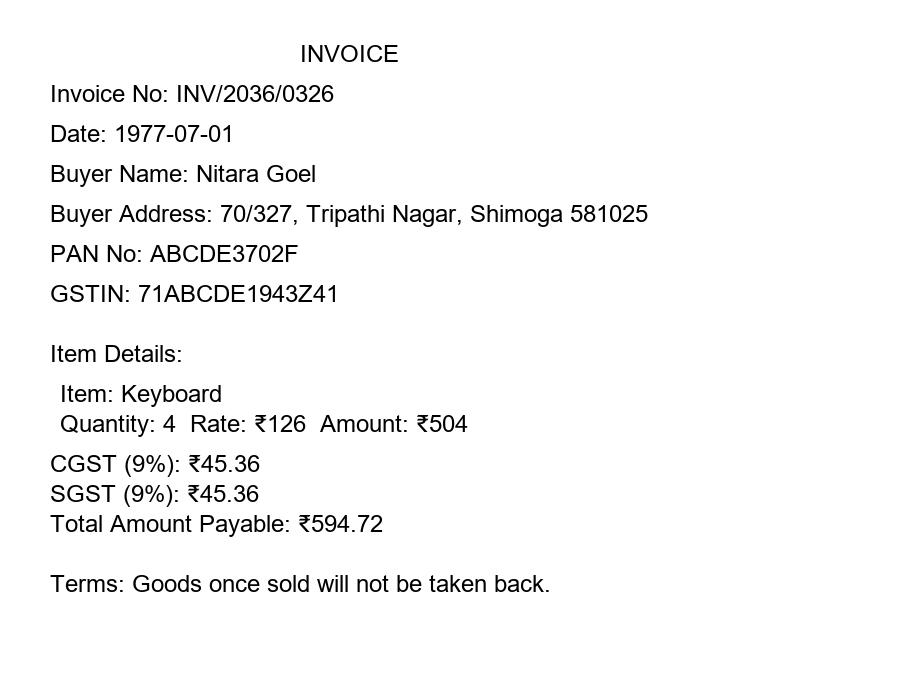 INVOICE
Invoice No: INV/2036/0326
Date: 1977-07-01
Buyer Name: Nitara Goel
Buyer Address: 70/327, Tripathi Nagar, Shimoga 581025
PAN No: ABCDE3702F
GSTIN: 71ABCDE1943Z41
Item Details:
Item: Keyboard
Quantity: 4  Rate: ₹126  Amount: ₹504
CGST (9%): ₹45.36
SGST (9%): ₹45.36
Total Amount Payable: ₹594.72
Terms: Goods once sold will not be taken back.